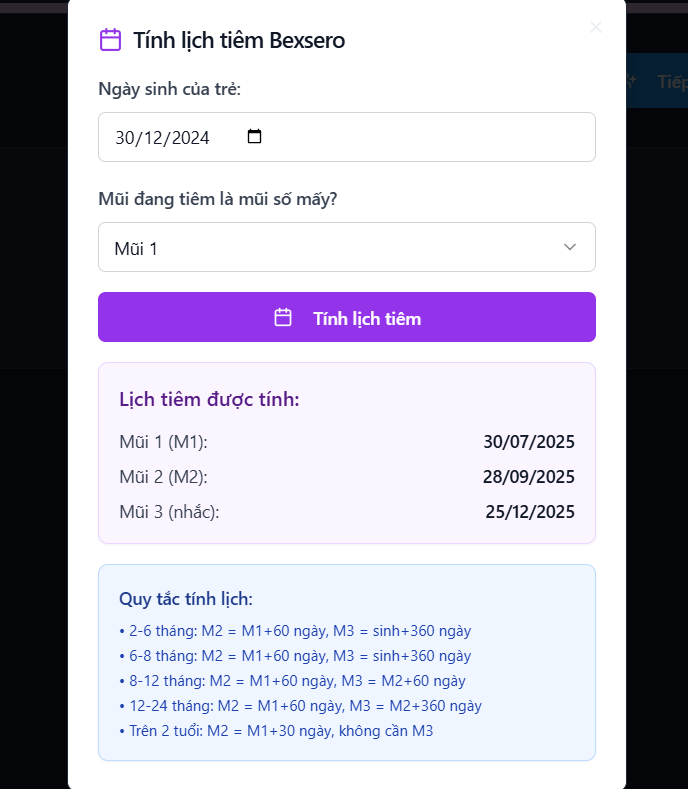 Tính lịch tiêm Bexsero
Tiếp
Ngày sinh của trẻ:
30/12/2024
Mũi đang tiêm là mũi số mấy?
Mũi 1
Tính lịch tiêm
Lịch tiêm được tính:
Mũi 1 (M1): 30/07/2025
Mũi 2 (M2): 28/09/2025
Mũi 3 (nhắc): 25/12/2025
Quy tắc tính lịch:
• 2-6 tháng: M2 = M1+60 ngày, M3 = sinh+360 ngày
• 6-8 tháng: M2 = M1+60 ngày, M3 = sinh+360 ngày
• 8-12 tháng: M2 = M1+60 ngày, M3 = M2+60 ngày
• 12-24 tháng: M2 = M1+60 ngày, M3 = M2+360 ngày
• Trên 2 tuổi: M2 = M1+30 ngày, không cần M3